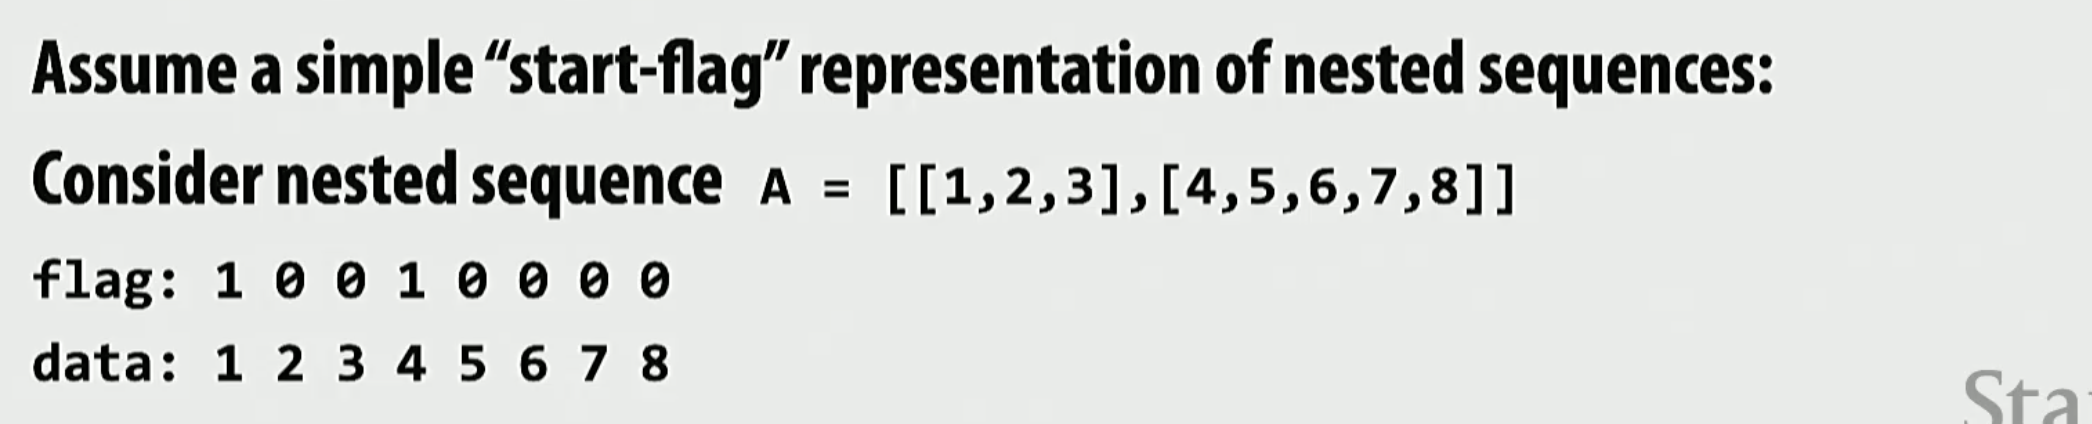 Assume a simple “start-flag” representation of nested sequences:
Consider nested sequence A = [[1,2,3],[4,5,6,7,8]]
flag: 1 0 0 1 0 0 0 0
data: 1 2 3 4 5 6 7 8